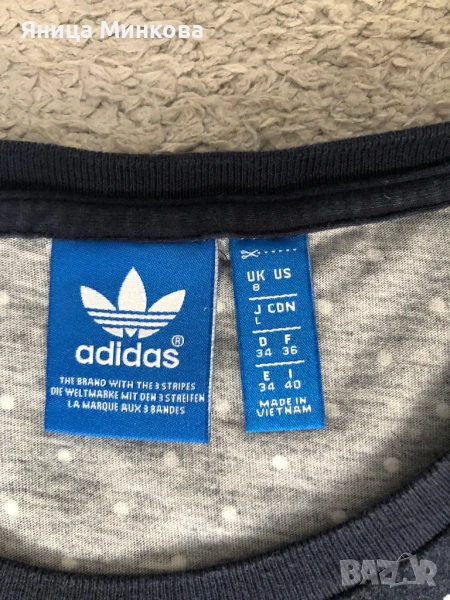 Яница Минкова
adidas®
THE BRAND WITH THE 3 STRIPES
DIE WELTMARKE MIT DEN 3 STREIFEN
LA MARQUE AUX 3 BANDES
UK US
8
J CDN
L
D F
34 36
E I
34 40
MADE IN
VIETNAM
BAZAR